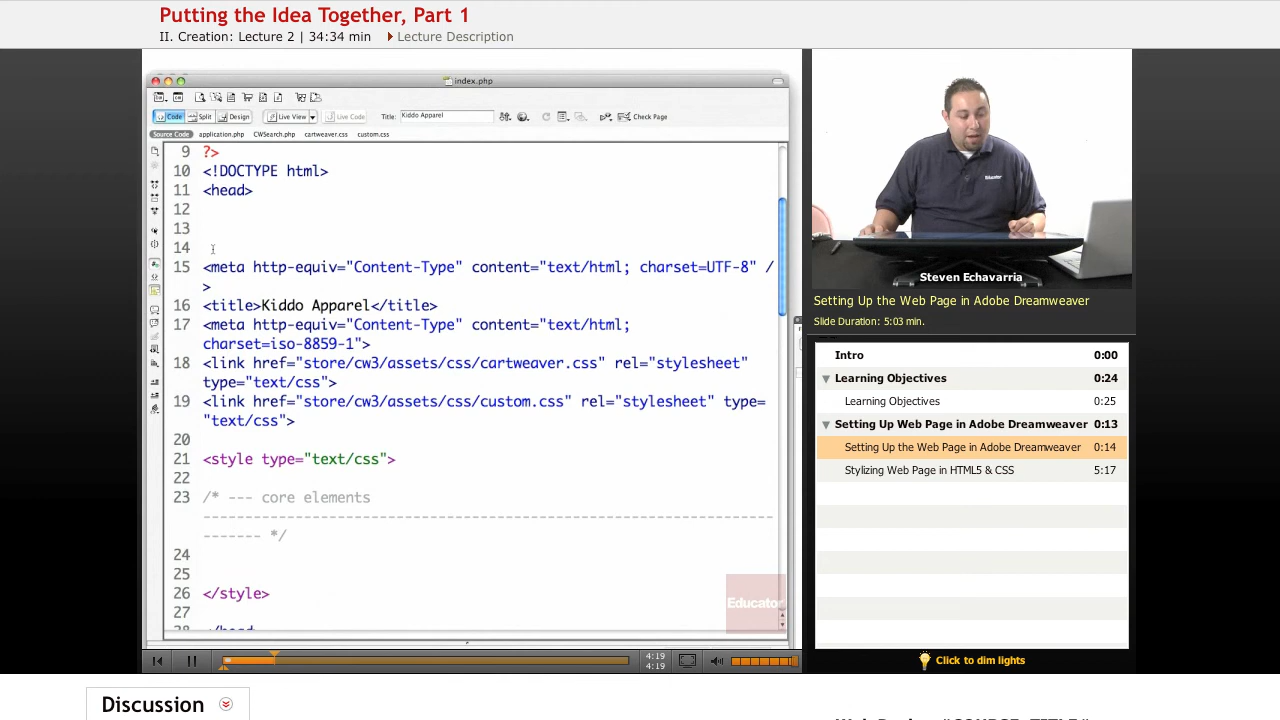 Putting the Idea Together, Part 1
II. Creation: Lecture 2 | 34:34 min Lecture Description
index.php
Code Split Design Live View Live Code Title: Kiddo Apparel Check Page
Source Code application.php CWSearch.php cartweaver.css custom.css
9 ?>
10 <!DOCTYPE html>
11 <head>
12
13
14
15 <meta http-equiv="Content-Type" content="text/html; charset=UTF-8" /
>
16 <title>Kiddo Apparel</title>
17 <meta http-equiv="Content-Type" content="text/html;
charset=iso-8859-1">
18 <link href="store/cw3/assets/css/cartweaver.css" rel="stylesheet"
type="text/css">
19 <link href="store/cw3/assets/css/custom.css" rel="stylesheet" type=
"text/css">
20
21 <style type="text/css">
22
23 /* --- core elements
-------------------------------------------------------------------------
------- */
24
25
26 </style>
27
28 </head
Educator
4:19
4:19
Educator
Steven Echavarria
Setting Up the Web Page in Adobe Dreamweaver
Slide Duration: 5:03 min.
Intro 0:00
Learning Objectives 0:24
Learning Objectives 0:25
Setting Up Web Page in Adobe Dreamweaver 0:13
Setting Up the Web Page in Adobe Dreamweaver 0:14
Stylizing Web Page in HTML5 & CSS 5:17
Click to dim lights
Discussion